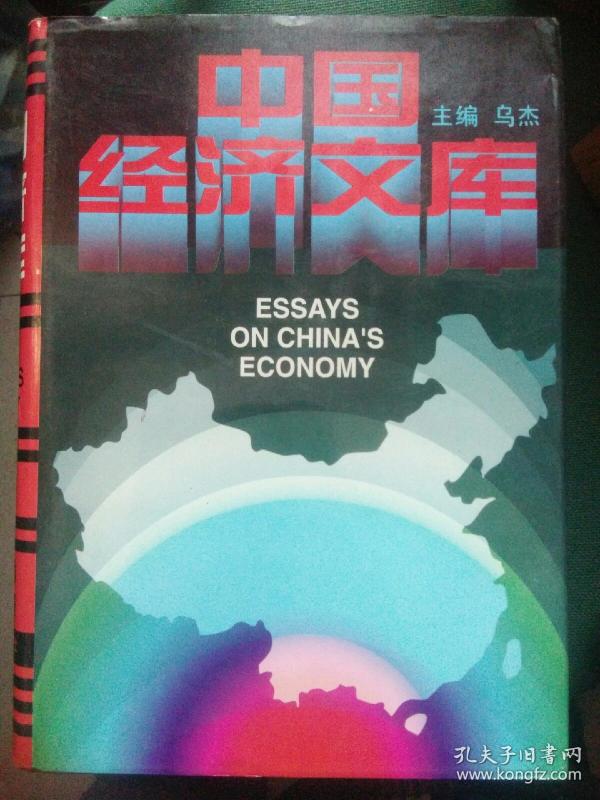 中国
主编 乌杰
经济文库
ESSAYS
ON CHINA'S
ECONOMY
孔夫子旧書网
www.kongfz.com